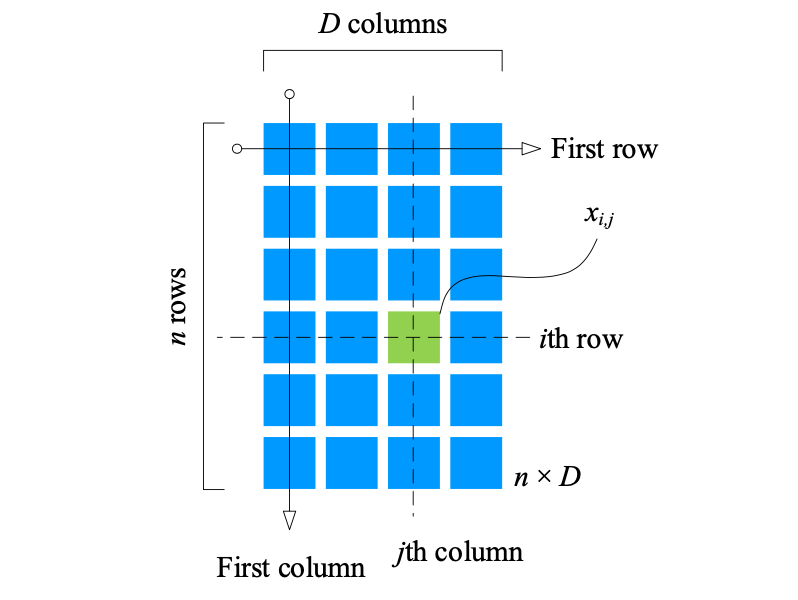 D columns
First row
x_{i,j}
n rows
ith row
n × D
jth column
First column